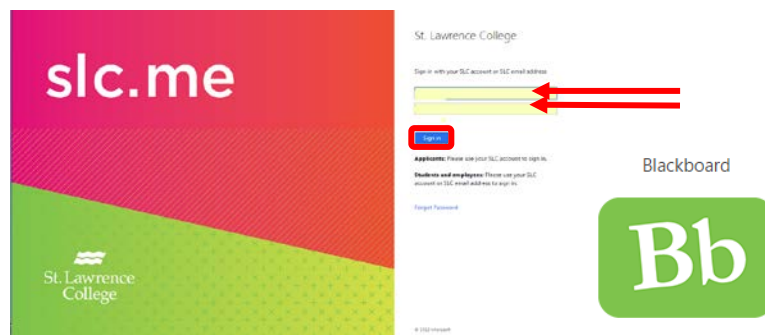 slc.me
St. Lawrence
College
St. Lawrence College
Sign in with your SLC account or SLC email address
Sign in
Applicants: Please use your SLC account to sign in.
Students and employees: Please use your SLC
account or SLC email address to sign in.
Forgot Password
Blackboard
Bb